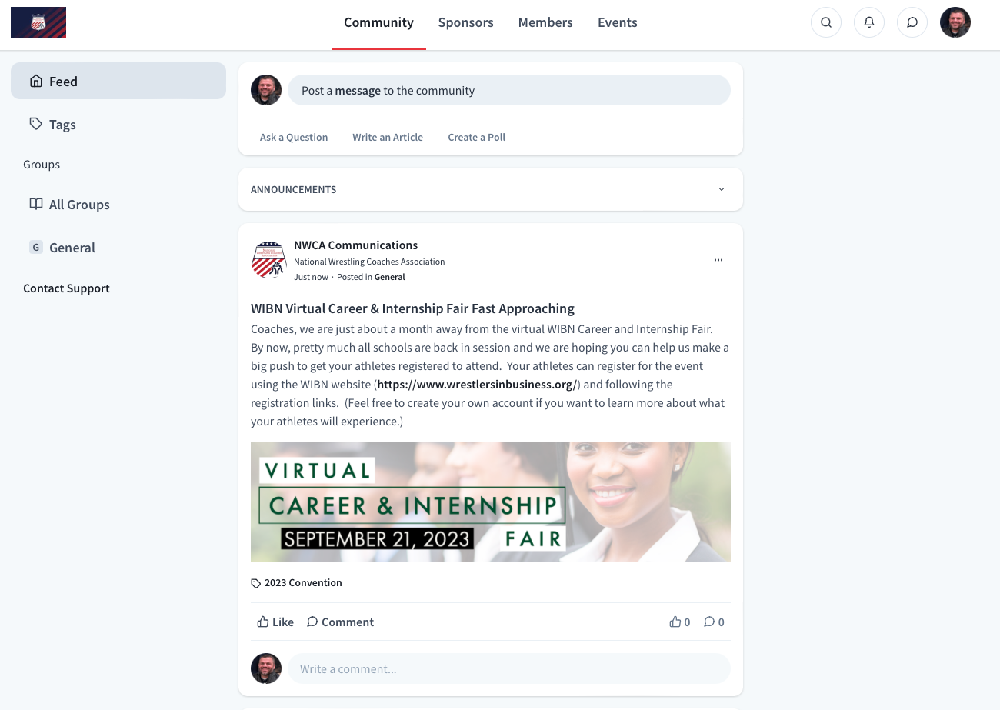 Community
Sponsors
Members
Events
Feed
Tags
Groups
All Groups
G
General
Contact Support
Post a message to the community
Ask a Question
Write an Article
Create a Poll
ANNOUNCEMENTS
NWCA Communications
National Wrestling Coaches Association
Just now · Posted in General
WIBN Virtual Career & Internship Fair Fast Approaching
Coaches, we are just about a month away from the virtual WIBN Career and Internship Fair.
By now, pretty much all schools are back in session and we are hoping you can help us make a
big push to get your athletes registered to attend.  Your athletes can register for the event
using the WIBN website (https://www.wrestlersinbusiness.org/) and following the
registration links.  (Feel free to create your own account if you want to learn more about what
your athletes will experience.)
VIRTUAL
CAREER & INTERNSHIP
SEPTEMBER 21, 2023
FAIR
2023 Convention
Like
Comment
0
0
Write a comment...